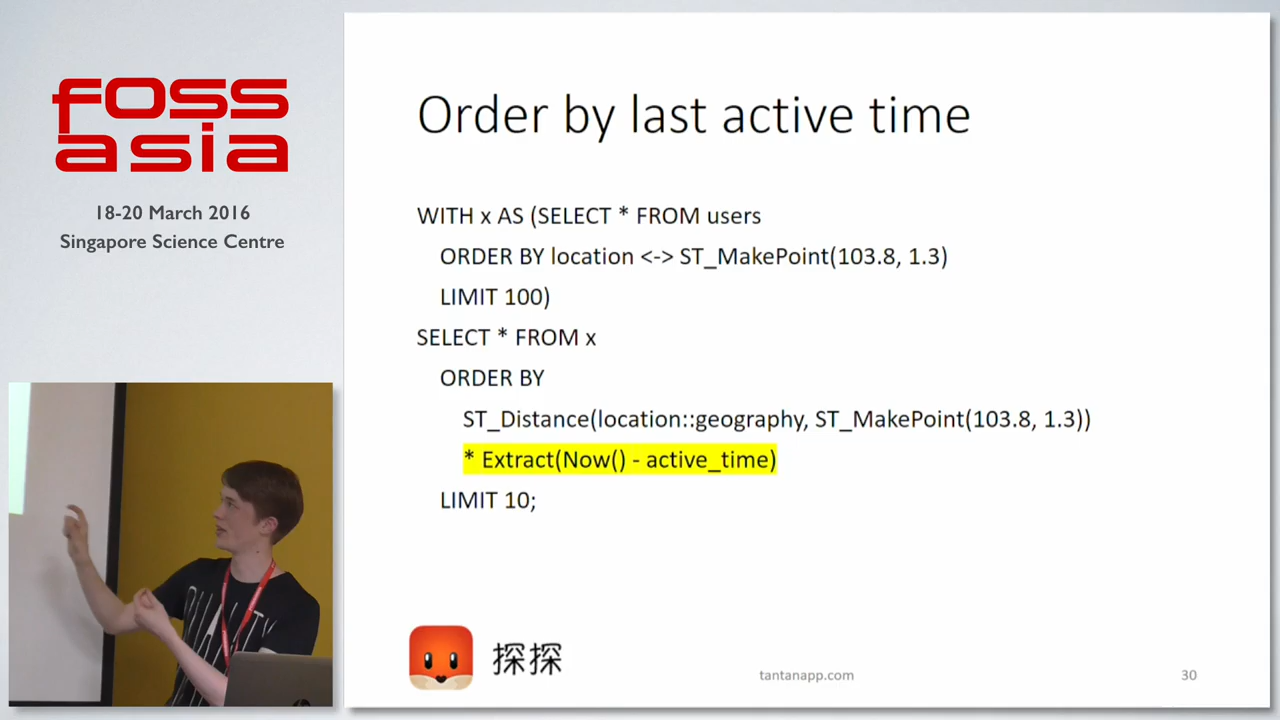 foss
asia
18-20 March 2016
Singapore Science Centre
Order by last active time
WITH x AS (SELECT * FROM users
ORDER BY location <-> ST_MakePoint(103.8, 1.3)
LIMIT 100)
SELECT * FROM x
ORDER BY
ST_Distance(location::geography, ST_MakePoint(103.8, 1.3))
* Extract(Now() - active_time)
LIMIT 10;
探探
tantanapp.com
30